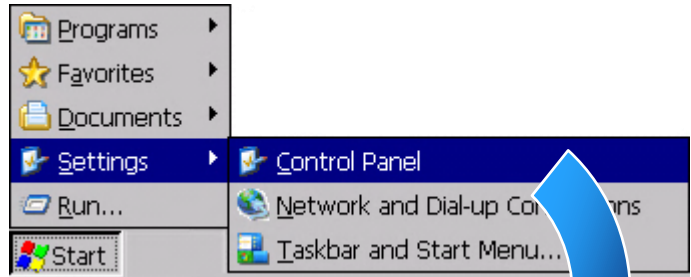 Programs
Favorites
Documents
Settings
Run...
Start
Control Panel
Network and Dial-up
Taskbar and Start Menu...